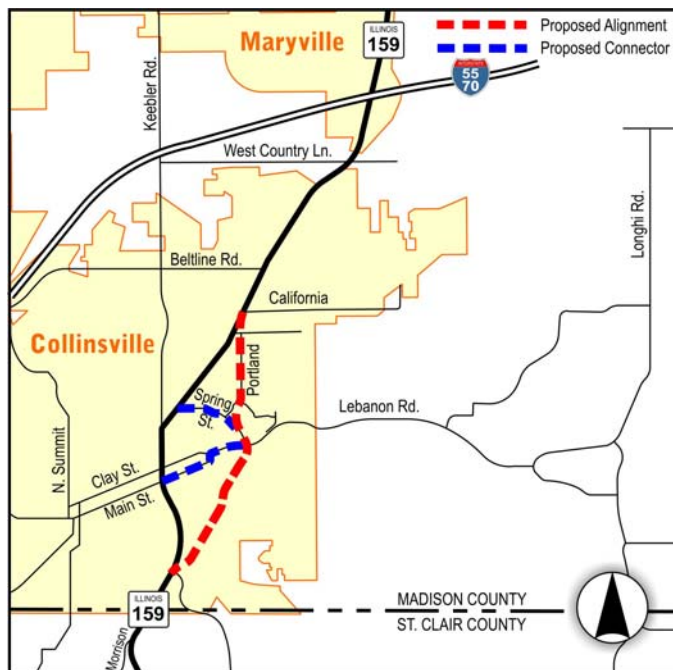 Maryville
ILLINOIS
159
Proposed Alignment
Proposed Connector
INTERSTATE
55
70
Keebler Rd.
West Country Ln.
Longhi Rd.
Beltline Rd.
California
Collinsville
Portland
Spring
St.
Lebanon Rd.
N. Summit
Clay St.
Main St.
ILLINOIS
159
MADISON COUNTY
ST. CLAIR COUNTY
Morrison